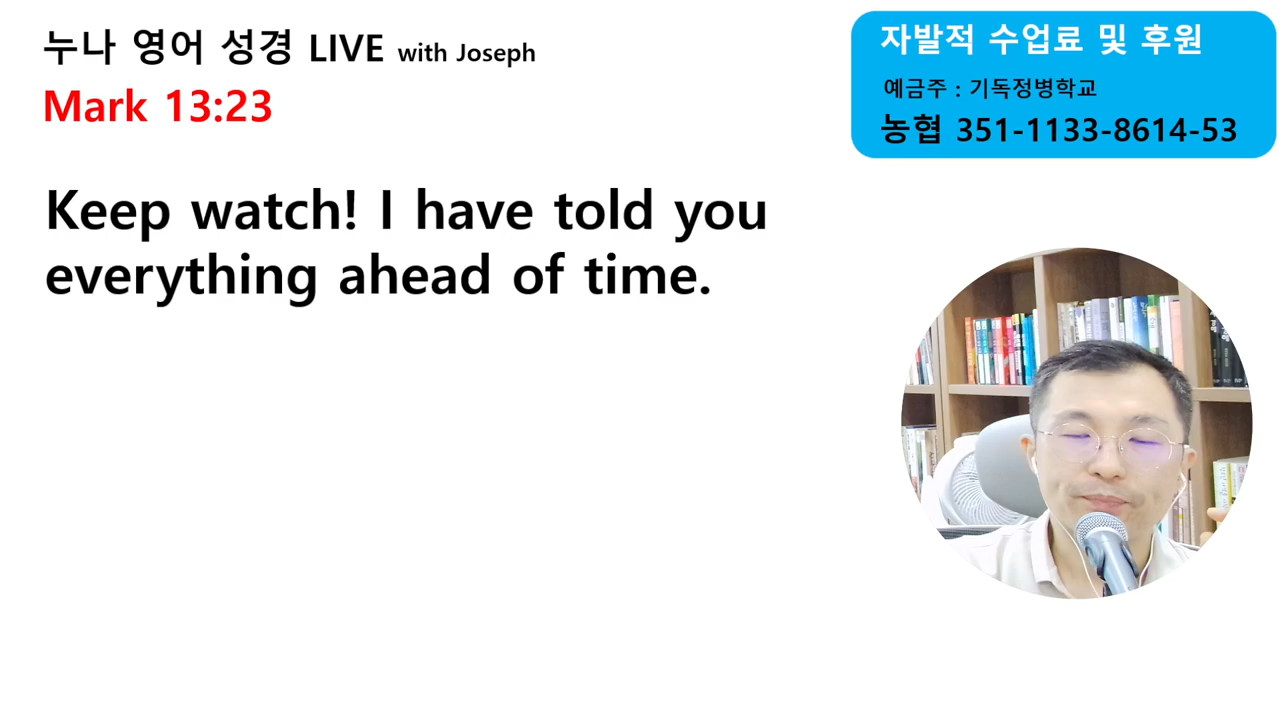 누나 영어 성경 LIVE with Joseph
Mark 13:23
자발적 수업료 및 후원
예금주 : 기독정병학교
농협 351-1133-8614-53
Keep watch! I have told you
everything ahead of time.